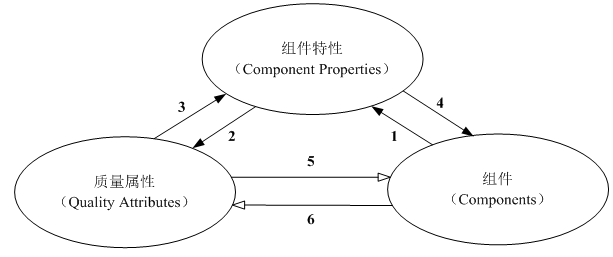 组件特性
（Component Properties）
3
4
2
1
质量属性
（Quality Attributes）
5
组件
（Components）
6